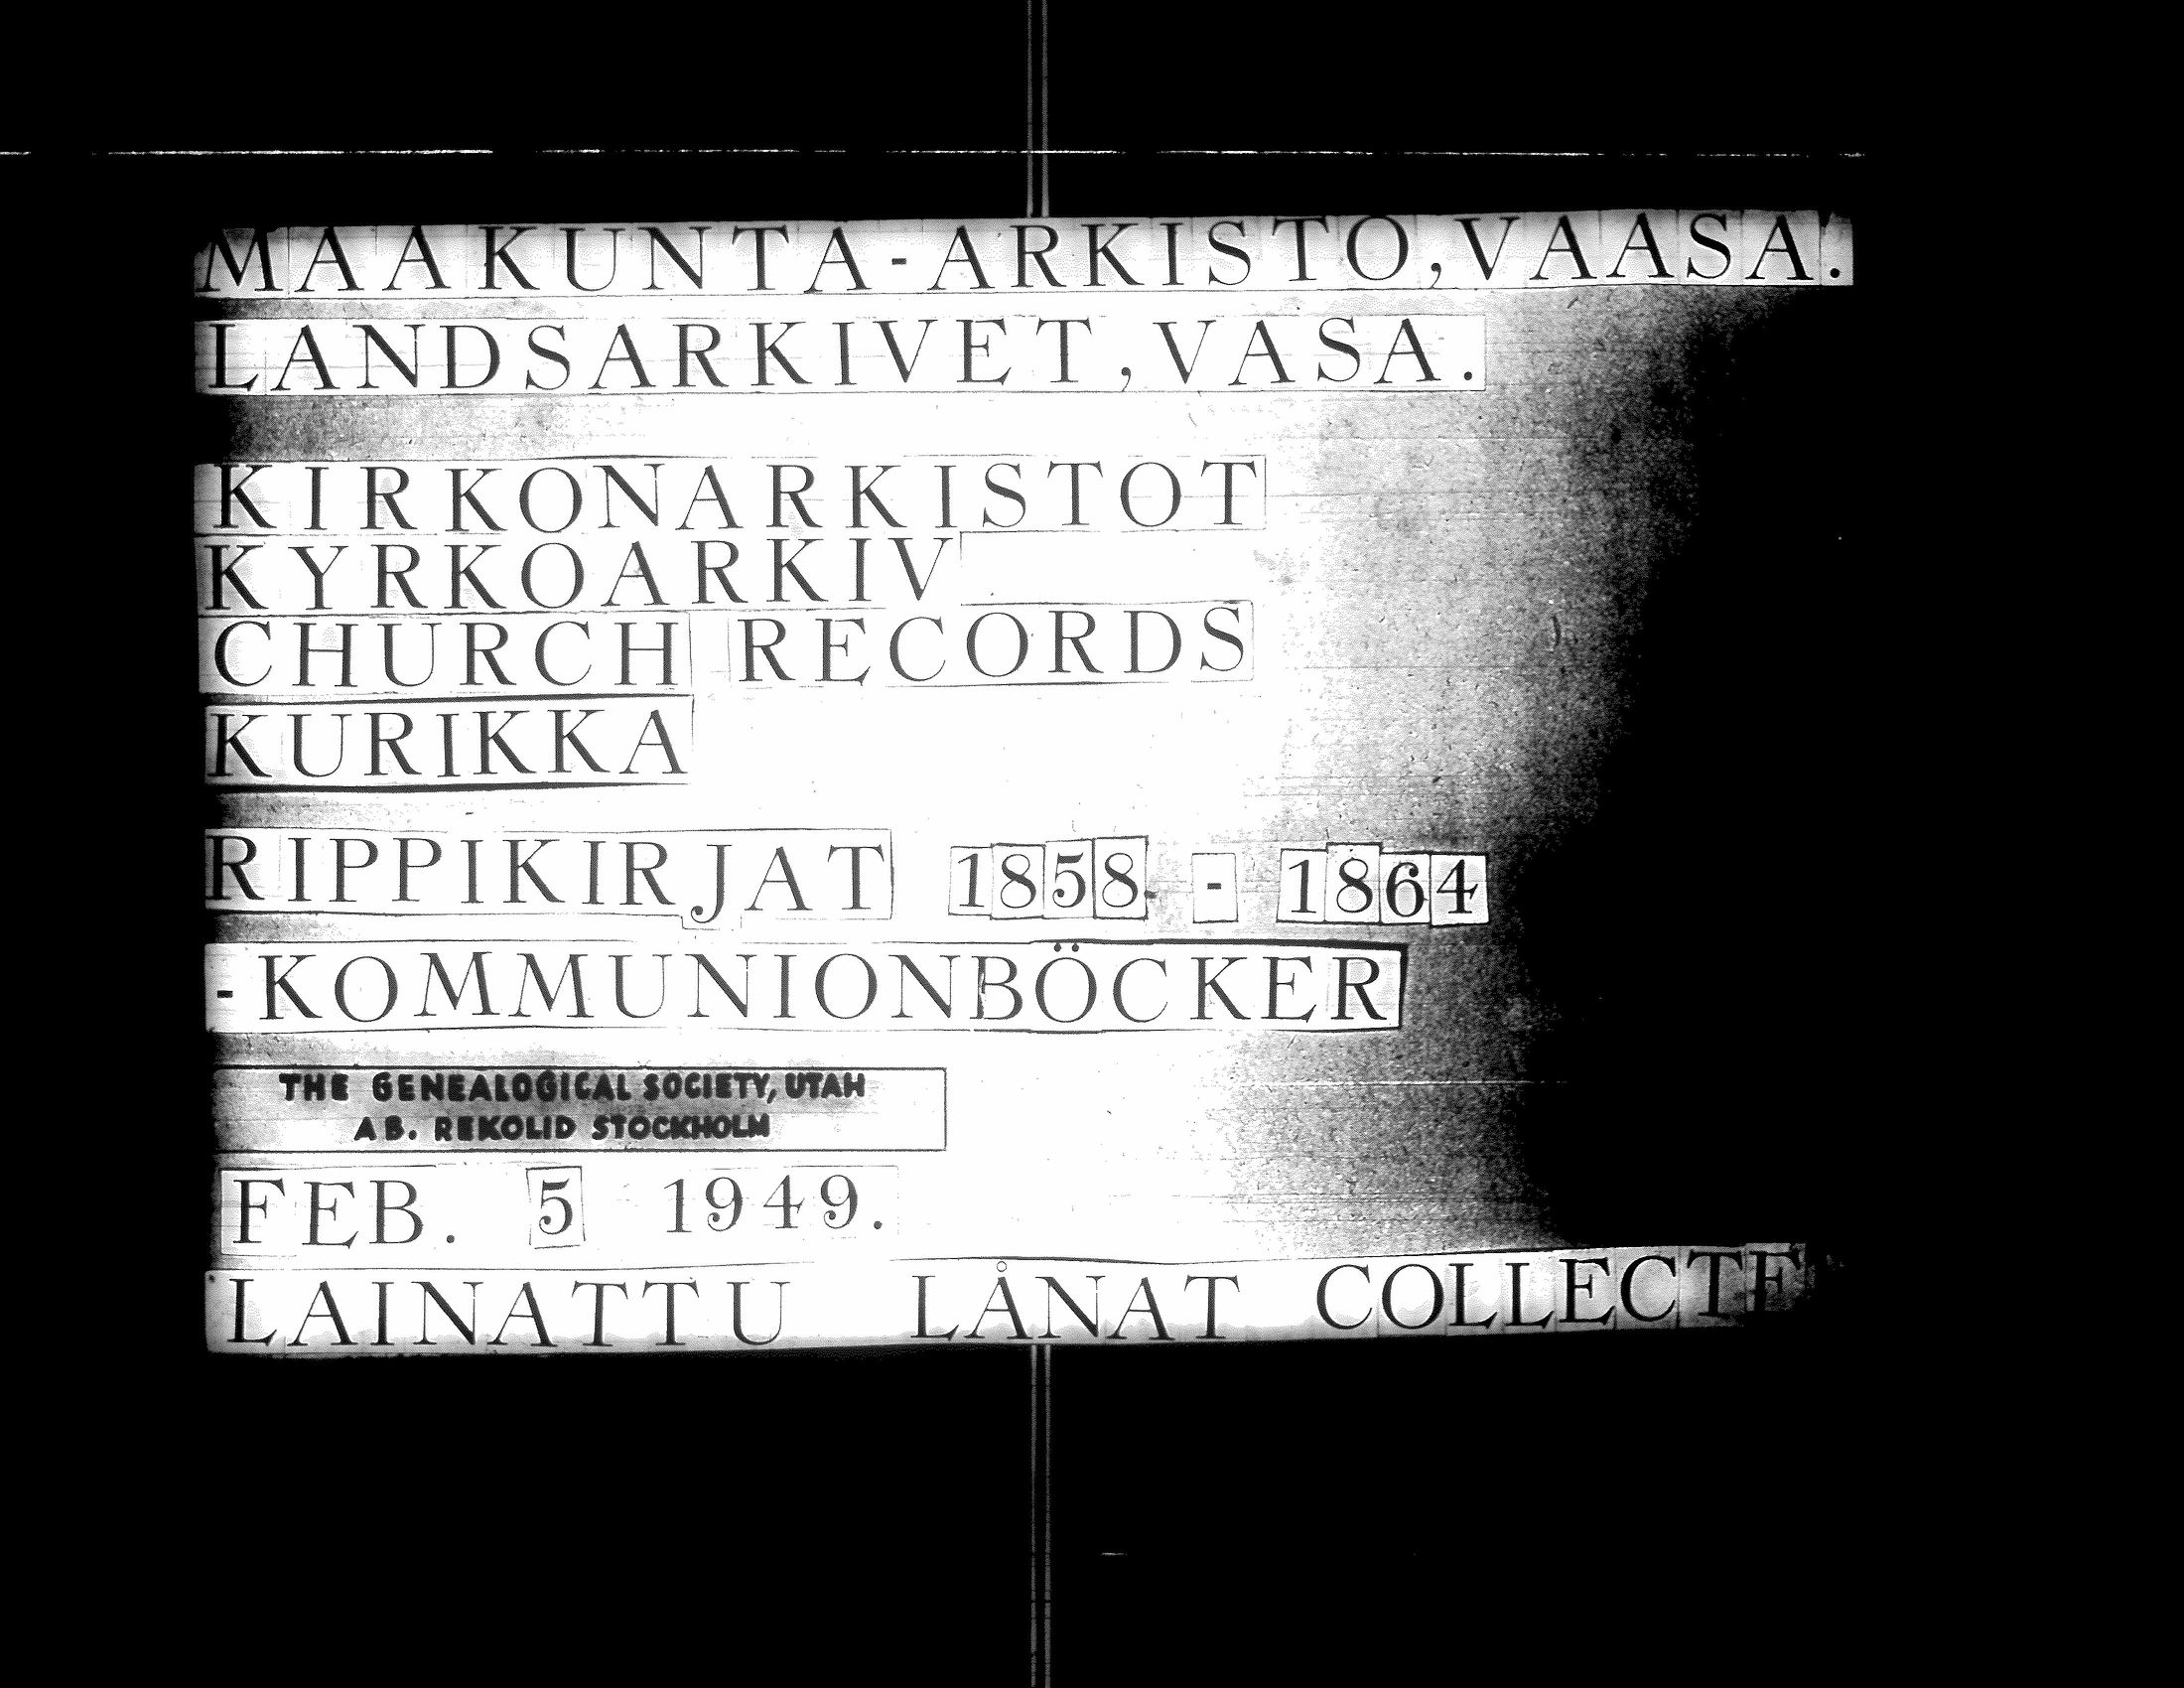 MAAKUNTA-ARKISTO, VAASA.
LANDSARKIVET, VASA.
KIRKONARKISTOT
KYRKOARKIV
CHURCH RECORDS
KURIKKA
RIPPIKIRJAT 1858 - 1864
-KOMMUNIONBÖCKER
THE GENEALOGICAL SOCIETY, UTAH
AB. REKOLID STOCKHOLM
FEB. 5 1949.
LAINATTU LÅNAT COLLECTE